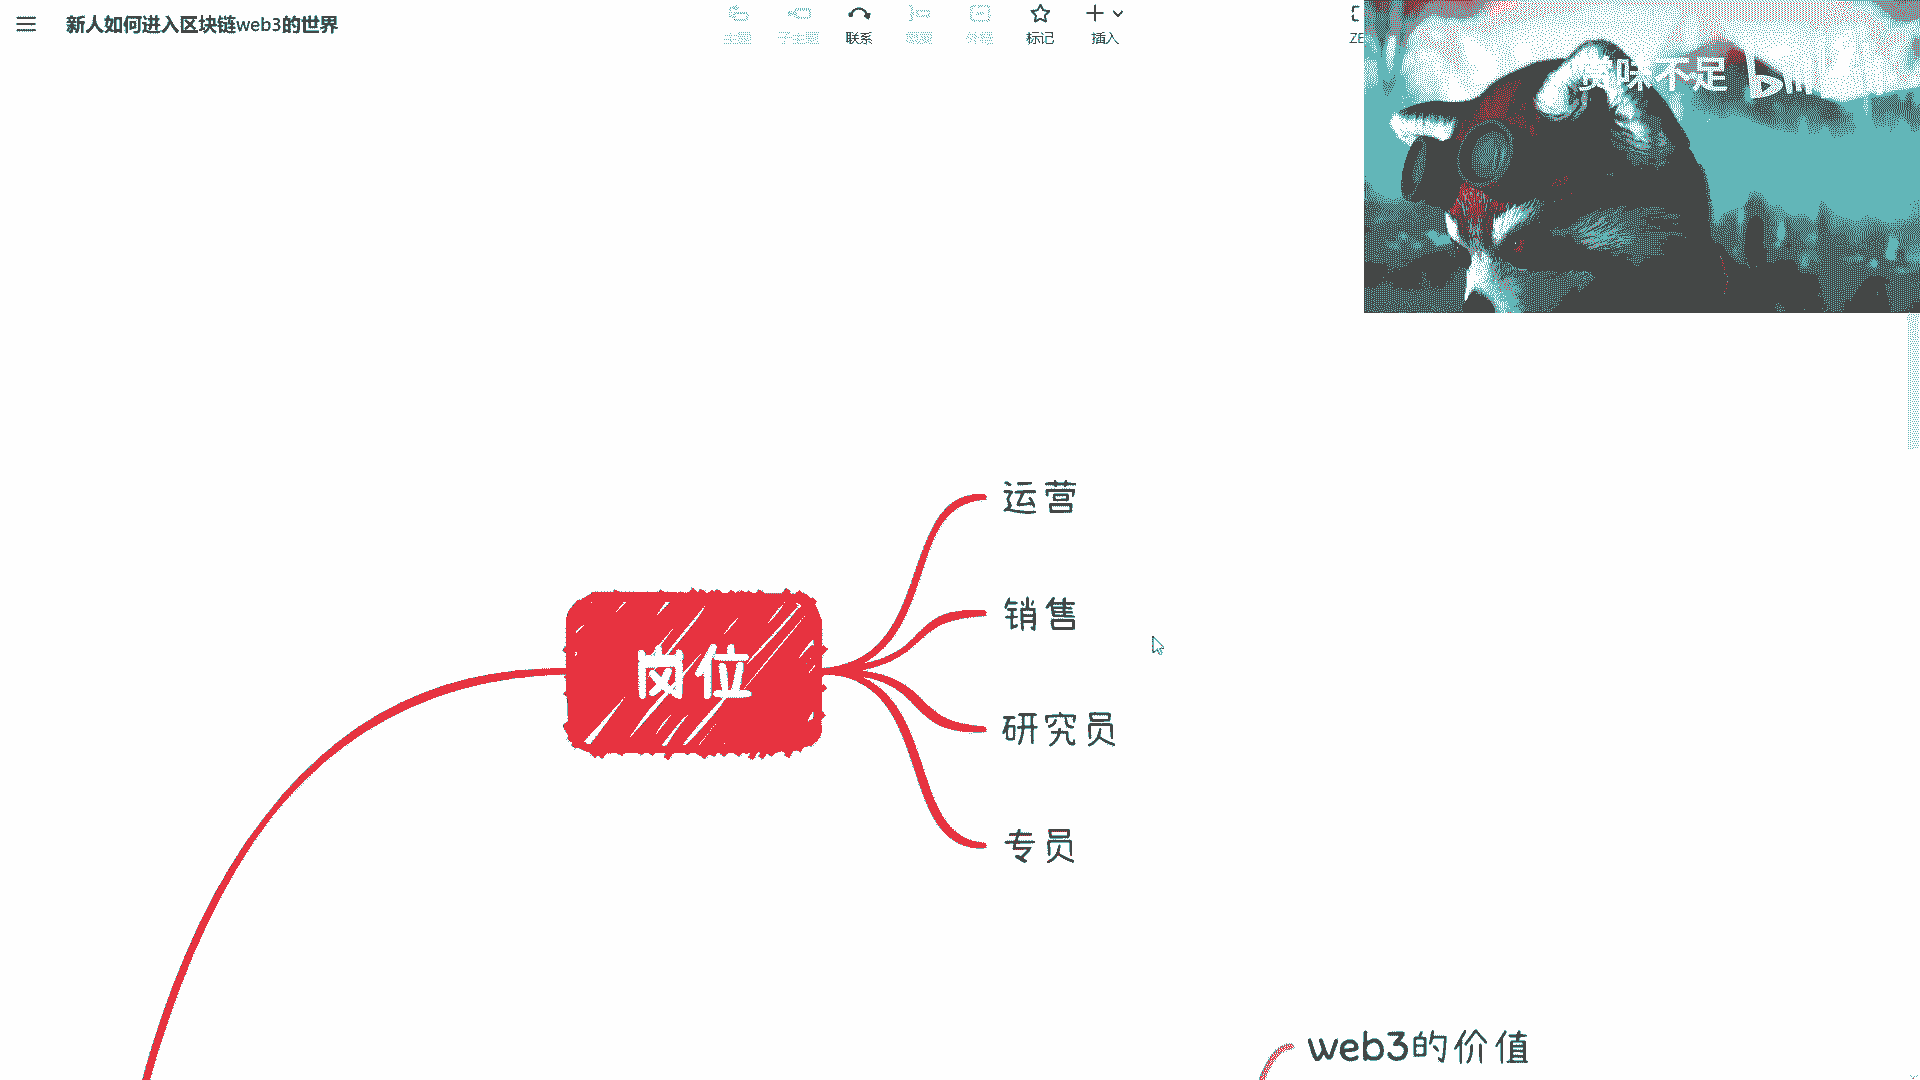 新人如何进入区块链web3的世界
主题
子主题
联系
概要
外框
标记
插入
ZE
味不足
运营
销售
岗位
研究员
专员
web3的价值